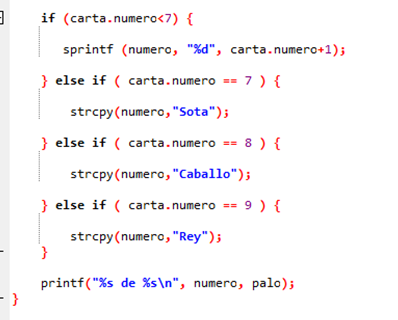 if (carta.numero<7) {
sprintf (numero, "%d", carta.numero+1);
} else if ( carta.numero == 7 ) {
strcpy(numero,"Sota");
} else if ( carta.numero == 8 ) {
strcpy(numero,"Caballo");
} else if ( carta.numero == 9 ) {
strcpy(numero,"Rey");
}
printf("%s de %s\n", numero, palo);
}